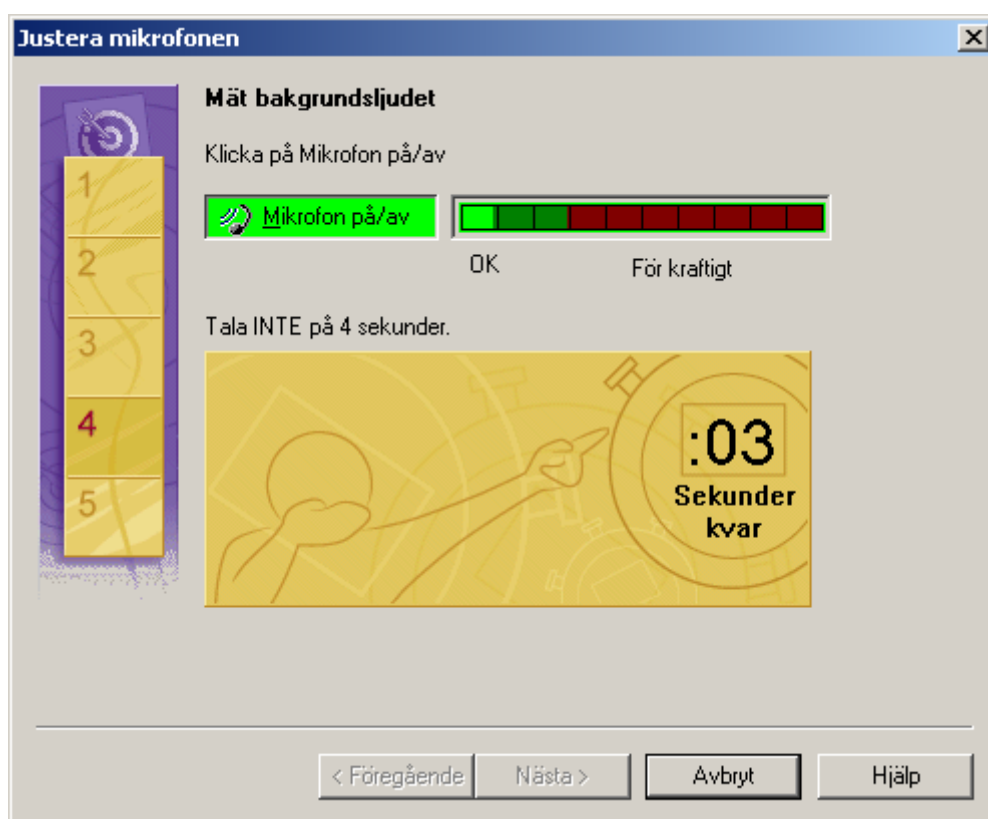 Justera mikrofonen
Mät bakgrundsljudet
Klicka på Mikrofon på/av
Mikrofon på/av
OK För kraftigt
Tala INTE på 4 sekunder.
1
2
3
4
5
:03
Sekunder
kvar
< Föregående Nästa > Avbryt Hjälp